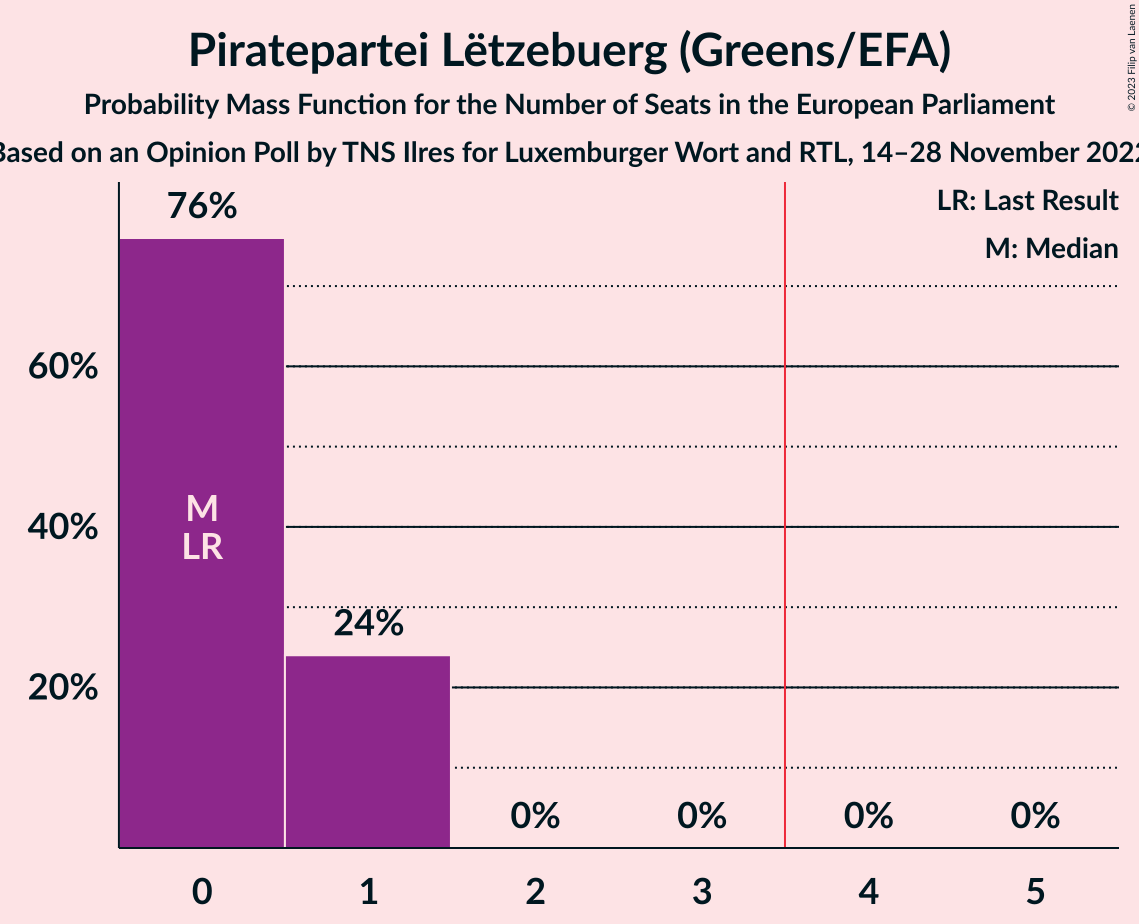 Piratepartei Lëtzebuerg (Greens/EFA)
Probability Mass Function for the Number of Seats in the European Parliament
Based on an Opinion Poll by TNS Ilres for Luxemburger Wort and RTL, 14–28 November 2022
© 2023 Filip van Laenen
LR: Last Result
M: Median
76%
60%
M
40%
LR
24%
20%
0% 0% 0% 0%
0 1 2 3 4 5